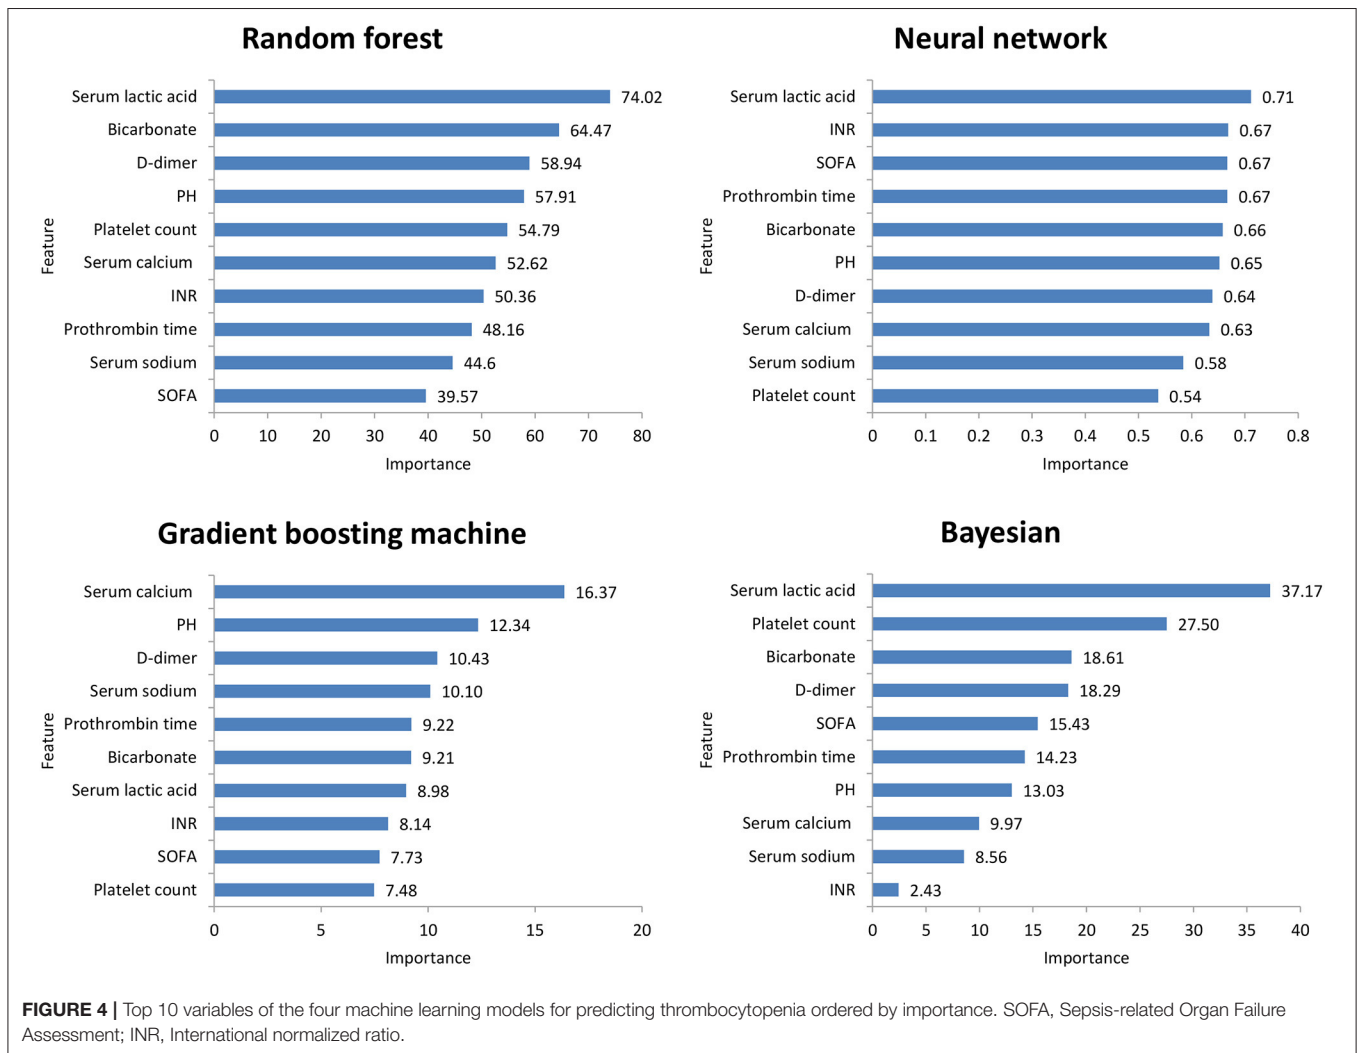 Random forest
Serum lactic acid 74.02
Bicarbonate 64.47
D-dimer 58.94
PH 57.91
Platelet count 54.79
Serum calcium 52.62
INR 50.36
Prothrombin time 48.16
Serum sodium 44.6
SOFA 39.57
Feature
0 10 20 30 40 50 60 70 80
Importance
Neural network
Serum lactic acid 0.71
INR 0.67
SOFA 0.67
Prothrombin time 0.67
Bicarbonate 0.66
PH 0.65
D-dimer 0.64
Serum calcium 0.63
Serum sodium 0.58
Platelet count 0.54
Feature
0 0.1 0.2 0.3 0.4 0.5 0.6 0.7 0.8
Importance
Gradient boosting machine
Serum calcium 16.37
PH 12.34
D-dimer 10.43
Serum sodium 10.10
Prothrombin time 9.22
Bicarbonate 9.21
Serum lactic acid 8.98
INR 8.14
SOFA 7.73
Platelet count 7.48
Feature
0 5 10 15 20
Importance
Bayesian
Serum lactic acid 37.17
Platelet count 27.50
Bicarbonate 18.61
D-dimer 18.29
SOFA 15.43
Prothrombin time 14.23
PH 13.03
Serum calcium 9.97
Serum sodium 8.56
INR 2.43
Feature
0 5 10 15 20 25 30 35 40
Importance
FIGURE 4 | Top 10 variables of the four machine learning models for predicting thrombocytopenia ordered by importance. SOFA, Sepsis-related Organ Failure
Assessment; INR, International normalized ratio.